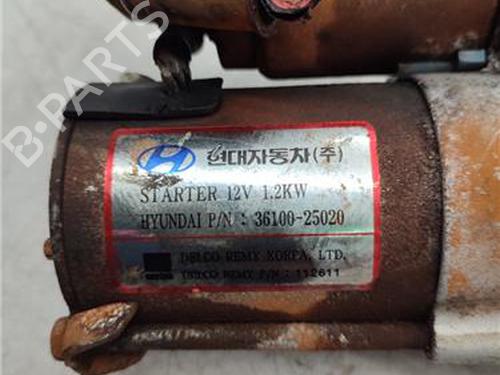 현대자동차(주)
STARTER 12V 1.2KW
HYUNDAI P/N : 36100-25020
DELCO REMY KOREA, LTD.
DELCO REMY P/N : 112611
B-PARTS